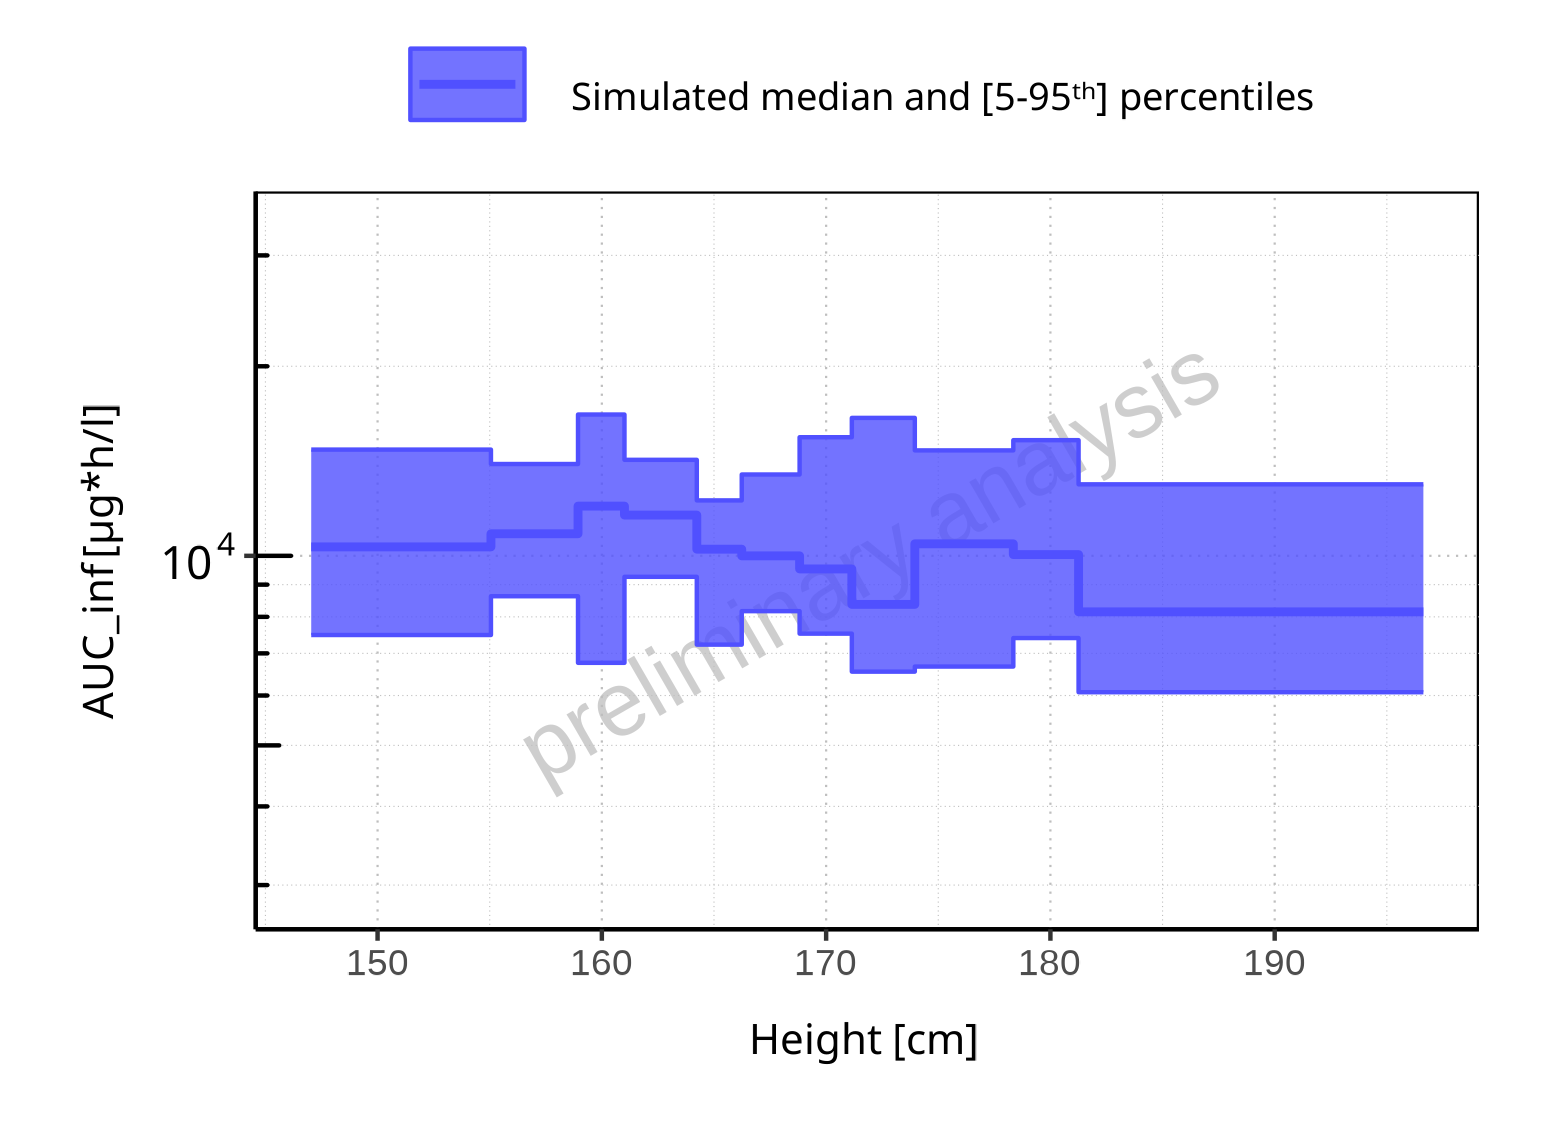 Simulated median and [5-95ᵗʰ] percentiles
AUC_inf[µg*h/l]
10⁴
preliminary analysis
150 160 170 180 190
Height [cm]